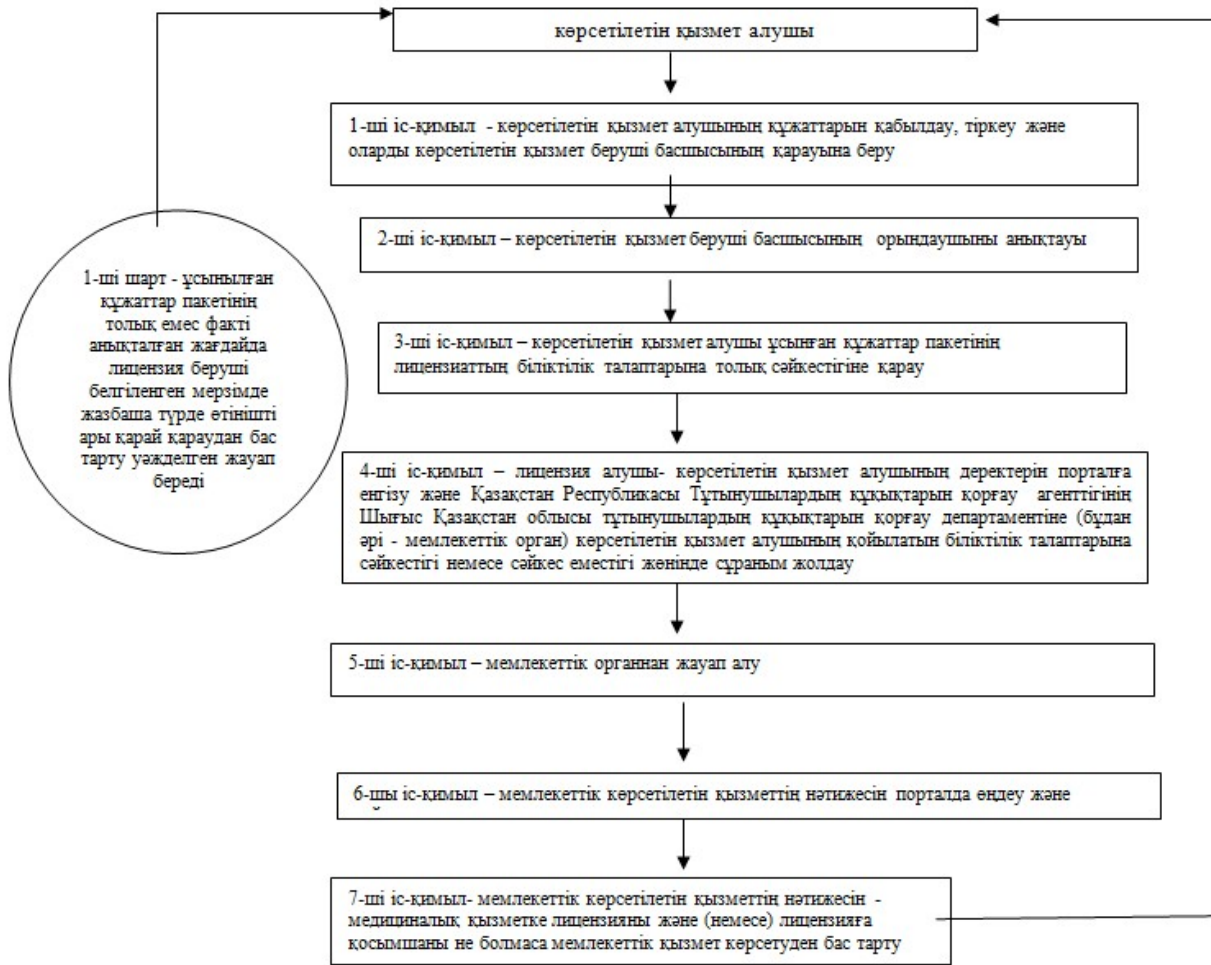 көрсетілетін қызмет алушы
1-ші іс-қимыл - көрсетілетін қызмет алушының құжаттарын қабылдау, тіркеу және
оларды көрсетілетін қызмет беруші басшысының қарауына беру
2-ші іс-қимыл – көрсетілетін қызмет беруші басшысының орындаушыны анықтауы
1-ші шарт - ұсынылған
құжаттар пакетінің
толық емес факті
анықталған жағдайда
лицензия беруші
белгіленген мерзімде
жазбаша түрде өтінішті
ары қарай қараудан бас
тарту уәжделген жауап
береді
3-ші іс-қимыл – көрсетілетін қызмет алушы ұсынған құжаттар пакетінің
лицензиаттың біліктілік талаптарына толық сәйкестігіне қарау
4-ші іс-қимыл – лицензия алушы- көрсетілетін қызмет алушының деректерін порталға
енгізу және Қазақстан Республикасы Тұтынушылардың құқықтарын қорғау агенттігінің
Шығыс Қазақстан облысы тұтынушылардың құқықтарын қорғау департаментіне (бұдан
әрі - мемлекеттік орган) көрсетілетін қызмет алушының қойылатын біліктілік талаптарына
сәйкестігі немесе сәйкес еместігі жөнінде сұраным жолдау
5-ші іс-қимыл – мемлекеттік органнан жауап алу
6-шы іс-қимыл – мемлекеттік көрсетілетін қызметтің нәтижесін порталда өңдеу және
7-ші іс-қимыл- мемлекеттік көрсетілетін қызметтің нәтижесін -
медициналық қызметке лицензияны және (немесе) лицензияға
қосымшаны не болмаса мемлекеттік қызмет көрсетуден бас тарту